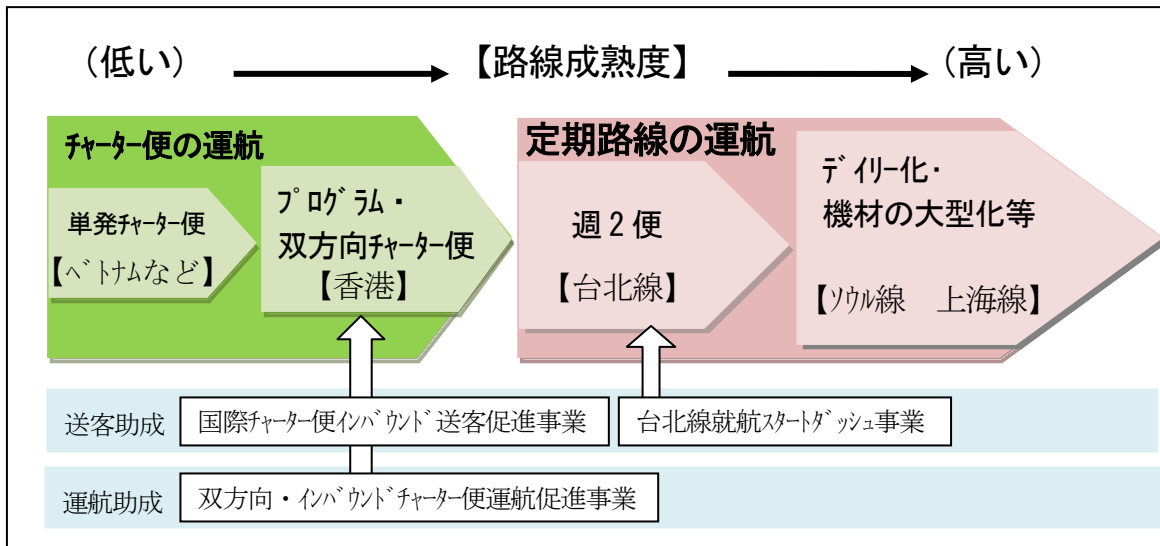 (低い) 【路線成熟度】 (高い)
ﾁｬｰﾀｰ便の運航
定期路線の運航
単発ﾁｬｰﾀｰ便
【ﾍﾞﾄﾅﾑなど】
ﾌﾟﾛｸﾞﾗﾑ・
双方向ﾁｬｰﾀｰ便
【香港】
週２便
【台北線】
ﾃﾞｲﾘｰ化・
機材の大型化等
【ｿｳﾙ線　上海線】
送客助成 国際ﾁｬｰﾀｰ便ｲﾝﾊﾞｳﾝﾄﾞ送客促進事業 台北線就航ｽﾀｰﾄﾀﾞｯｼｭ事業
運航助成 双方向・ｲﾝﾊﾞｳﾝﾄﾞﾁｬｰﾀｰ便運航促進事業